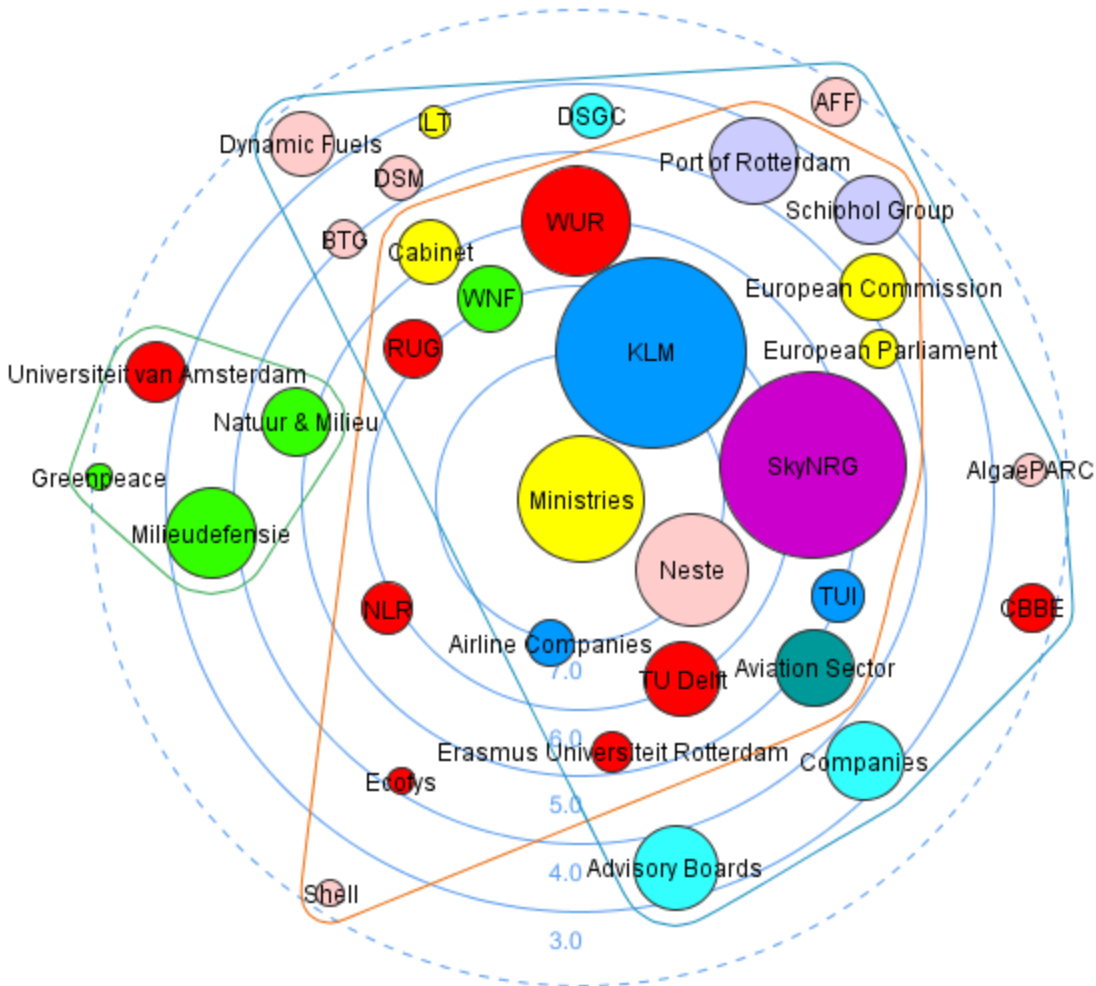 AFF
DSGC
ILT
Dynamic Fuels
Port of Rotterdam
DSM
Schiphol Group
WUR
BTG
Cabinet
European Commission
WNF
RUG
KLM
European Parliament
Universiteit van Amsterdam
Natuur & Milieu
SkyNRG
AlgaePARC
Greenpeace
Ministries
Milieudefensie
Neste
TUI
CBBE
NLR
Airline Companies
7.0
Aviation Sector
TU Delft
6.0
Erasmus Universiteit Rotterdam
Companies
Ecofys
5.0
Advisory Boards
4.0
Shell
3.0